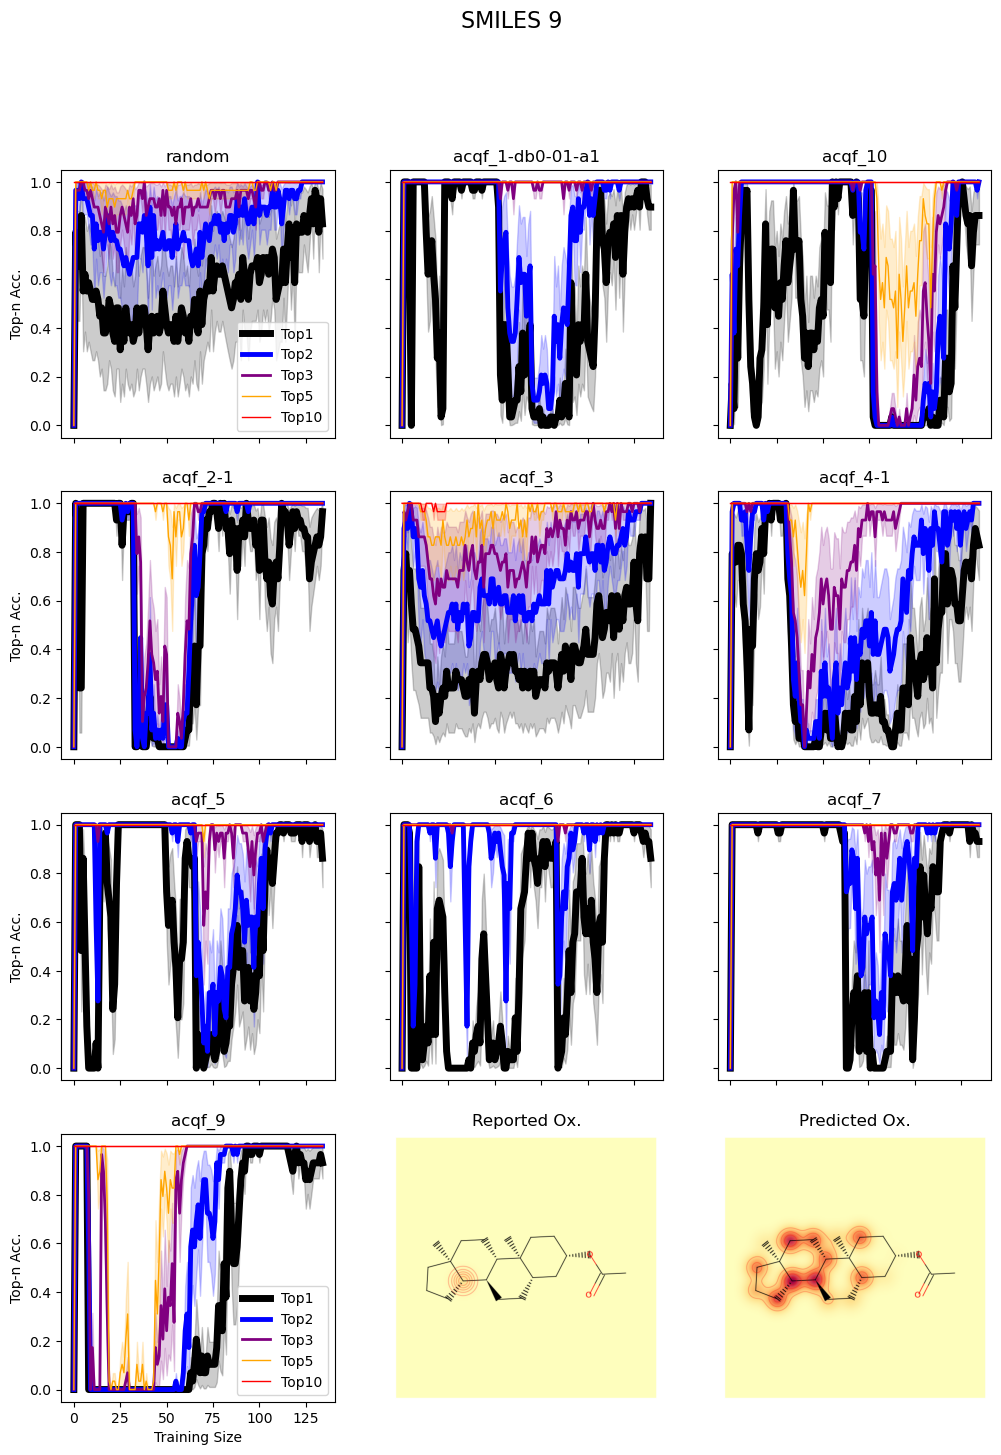 SMILES 9
random
acqf_1-db0-01-a1
acqf_10
Top-n Acc.
1.0
0.8
0.6
0.4
0.2
0.0
Top1
Top2
Top3
Top5
Top10
acqf_2-1
acqf_3
acqf_4-1
Top-n Acc.
1.0
0.8
0.6
0.4
0.2
0.0
acqf_5
acqf_6
acqf_7
Top-n Acc.
1.0
0.8
0.6
0.4
0.2
0.0
acqf_9
Reported Ox.
Predicted Ox.
Top-n Acc.
1.0
0.8
0.6
0.4
0.2
0.0
Top1
Top2
Top3
Top5
Top10
0 25 50 75 100 125
Training Size
O
O
O
O